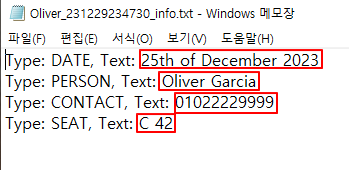 Oliver_231229234730_info.txt - Windows 메모장
파일(F) 편집(E) 서식(O) 보기(V) 도움말(H)
Type: DATE, Text: 25th of December 2023
Type: PERSON, Text: Oliver Garcia
Type: CONTACT, Text: 01022229999
Type: SEAT, Text: C 42